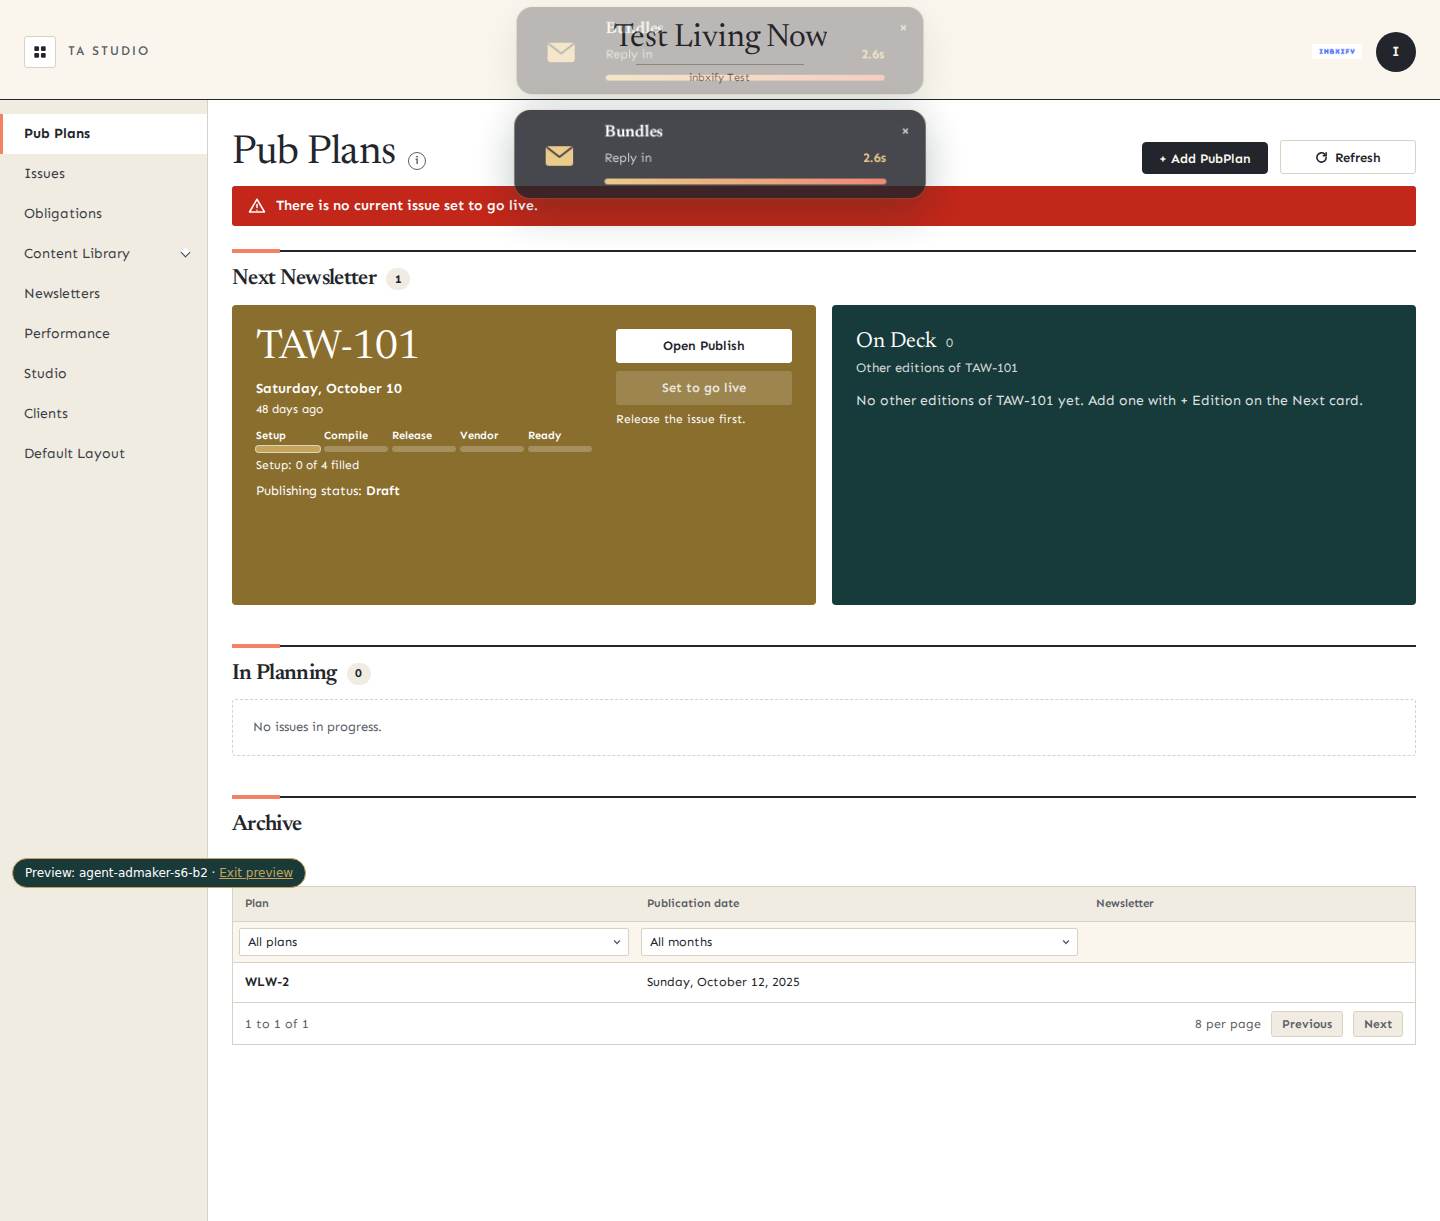 TA STUDIO
Bundles
Reply in
2.6s
×
Test Living Now
inbxify Test
INBXIFY
I
Bundles
Reply in
2.6s
×
Pub Plans
Issues
Obligations
Content Library
Newsletters
Performance
Studio
Clients
Default Layout
Pub Plans
i
+ Add PubPlan
Refresh
There is no current issue set to go live.
Next Newsletter 1
TAW-101
Saturday, October 10
48 days ago
Setup Compile Release Vendor Ready
Setup: 0 of 4 filled
Publishing status: Draft
Open Publish
Set to go live
Release the issue first.
On Deck 0
Other editions of TAW-101
No other editions of TAW-101 yet. Add one with + Edition on the Next card.
In Planning 0
No issues in progress.
Archive
Preview: agent-admaker-s6-b2 · Exit preview
Plan Publication date Newsletter
All plans All months
WLW-2 Sunday, October 12, 2025
1 to 1 of 1 8 per page Previous Next